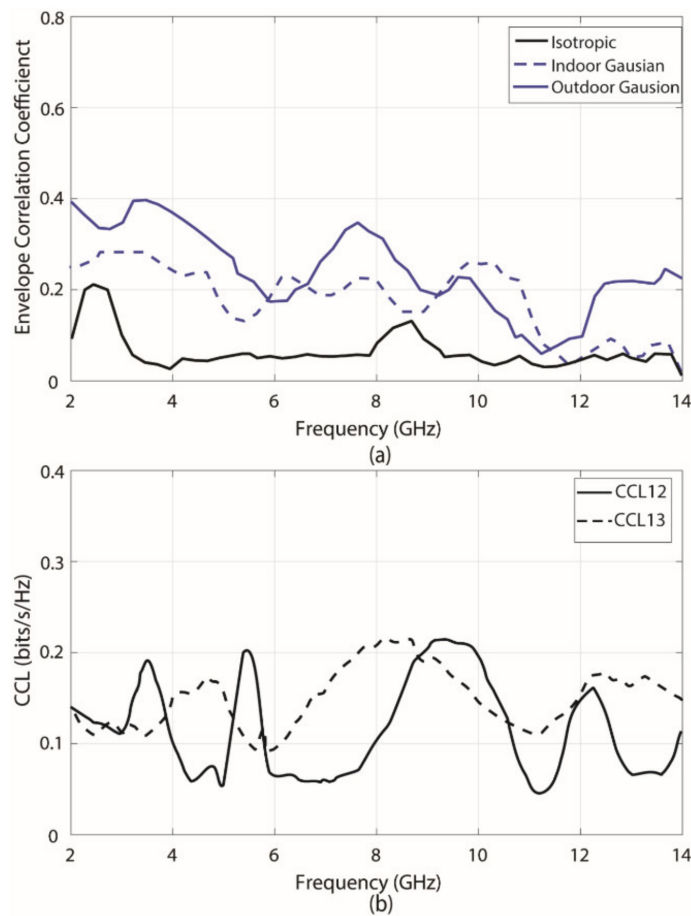 0.8
0.6
0.4
0.2
0
Envelope Correlation Coefficienct
Isotropic
Indoor Gausian
Outdoor Gausion
2 4 6 8 10 12 14
Frequency (GHz)
(a)
0.4
0.3
0.2
0.1
0
CCL (bits/s/Hz)
CCL12
CCL13
2 4 6 8 10 12 14
Frequency (GHz)
(b)